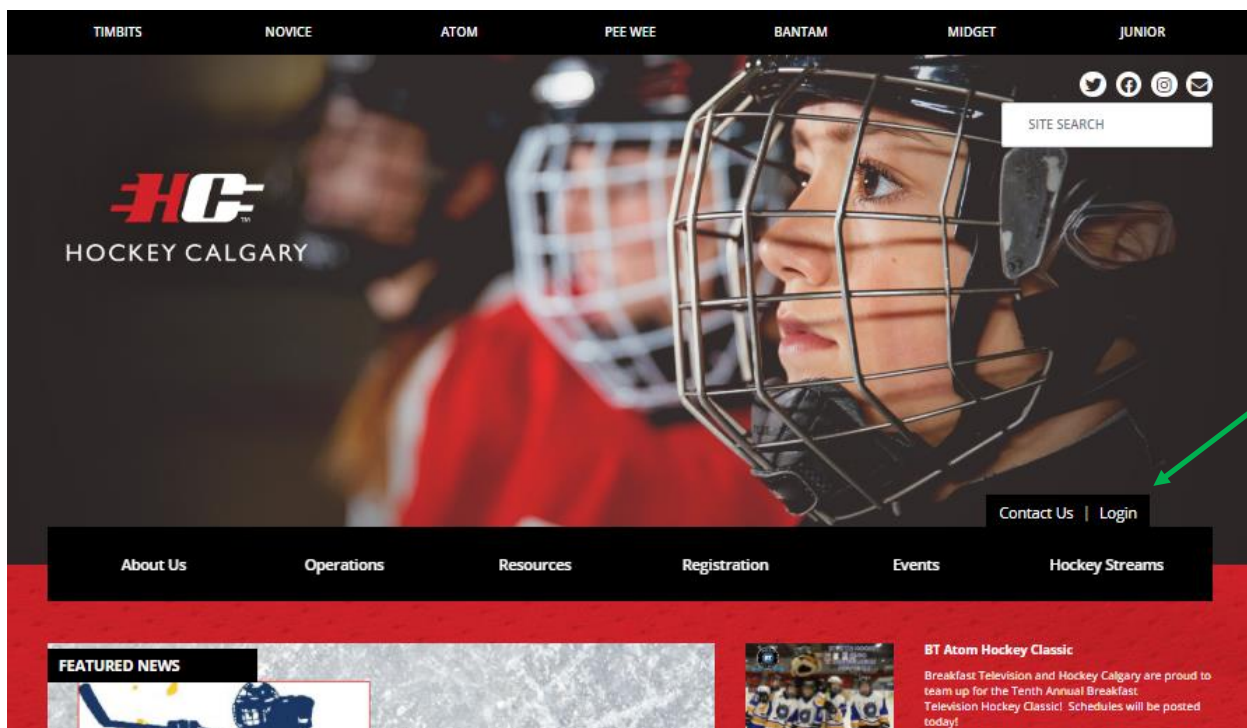 TIMBITS NOVICE ATOM PEE WEE BANTAM MIDGET JUNIOR
SITE SEARCH
HC™
HOCKEY CALGARY
Contact Us | Login
About Us Operations Resources Registration Events Hockey Streams
FEATURED NEWS
BT
BT Atom Hockey Classic
Breakfast Television and Hockey Calgary are proud to
team up for the Tenth Annual Breakfast
Television Hockey Classic! Schedules will be posted
today!